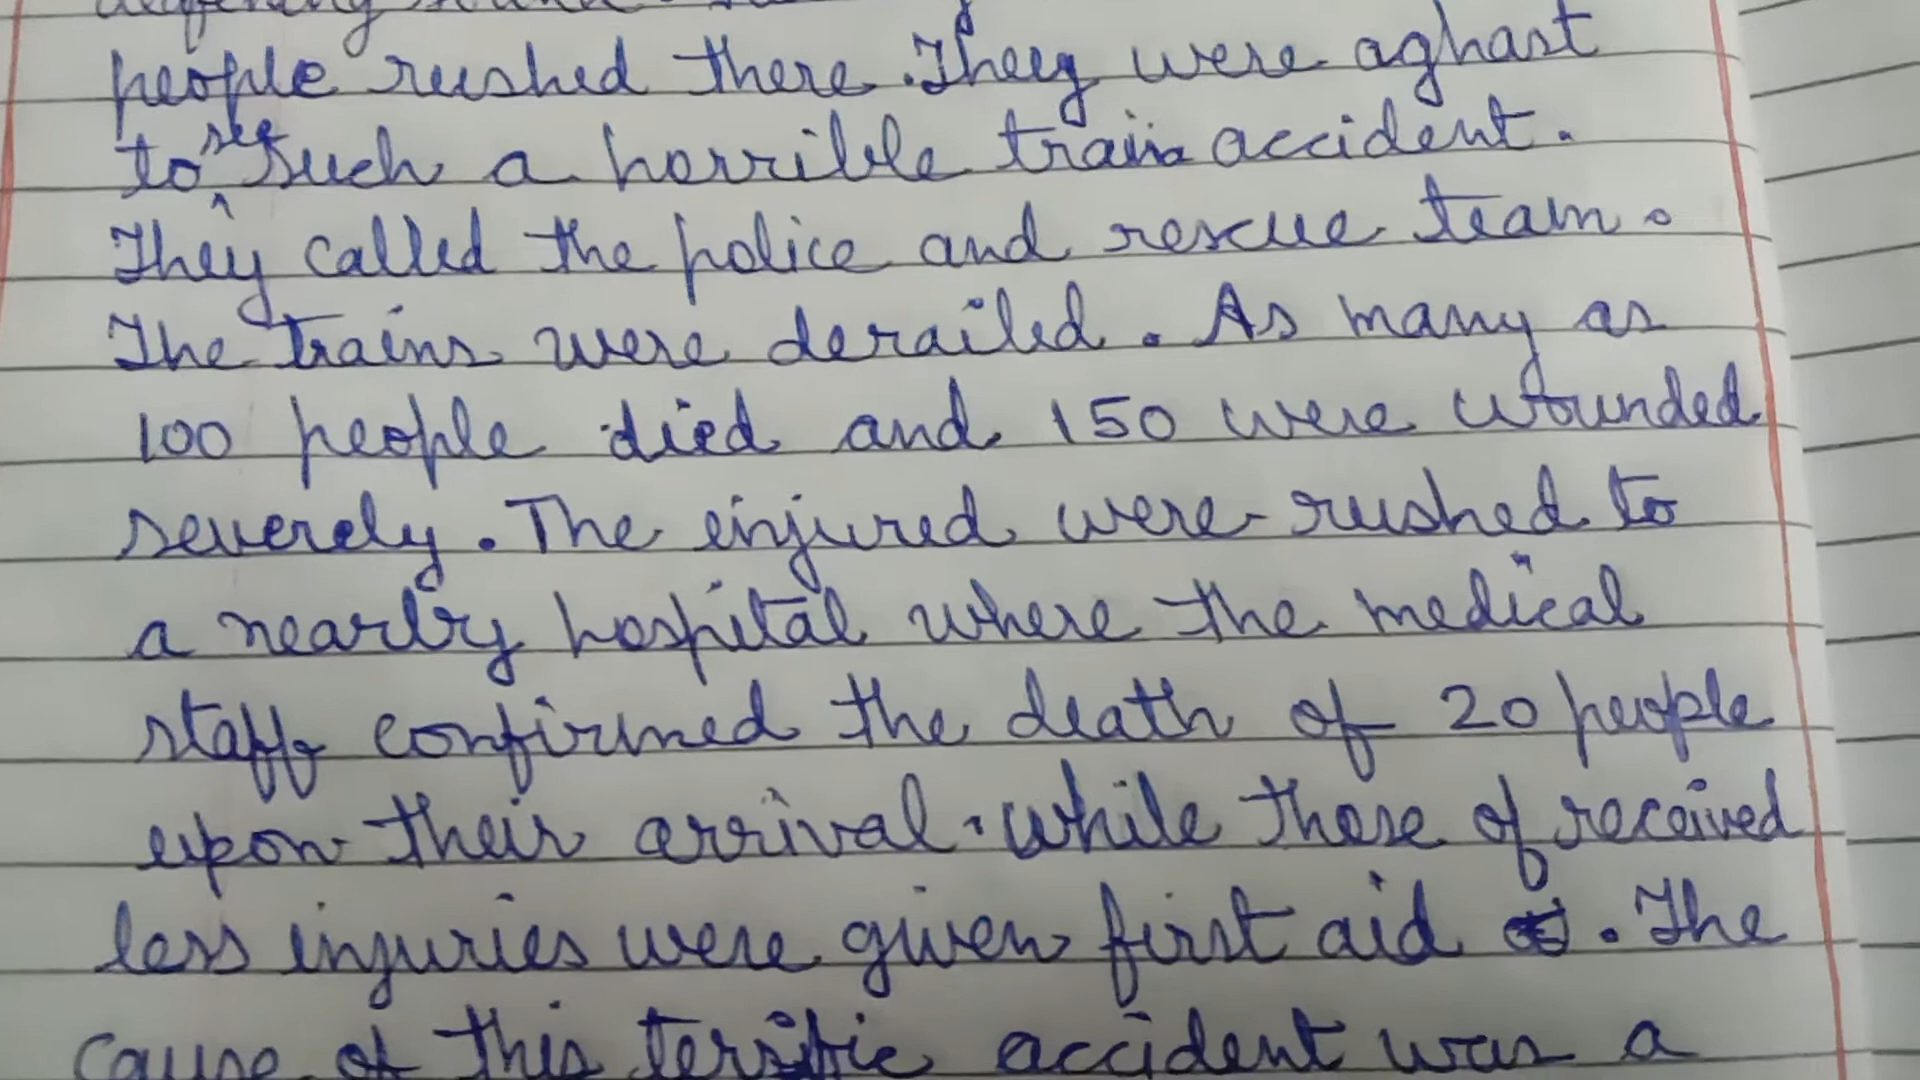 people rushed there. They were aghast
to see such a horrible train accident.
They called the police and rescue team.
The trains were derailed. As many as
100 people died and 150 were wounded
severely. The injured were rushed to
a nearby hospital where the medical
staff confirmed the death of 20 people
upon their arrival. while those of received
less injuries were given first aid. The
cause of this terrific accident was a